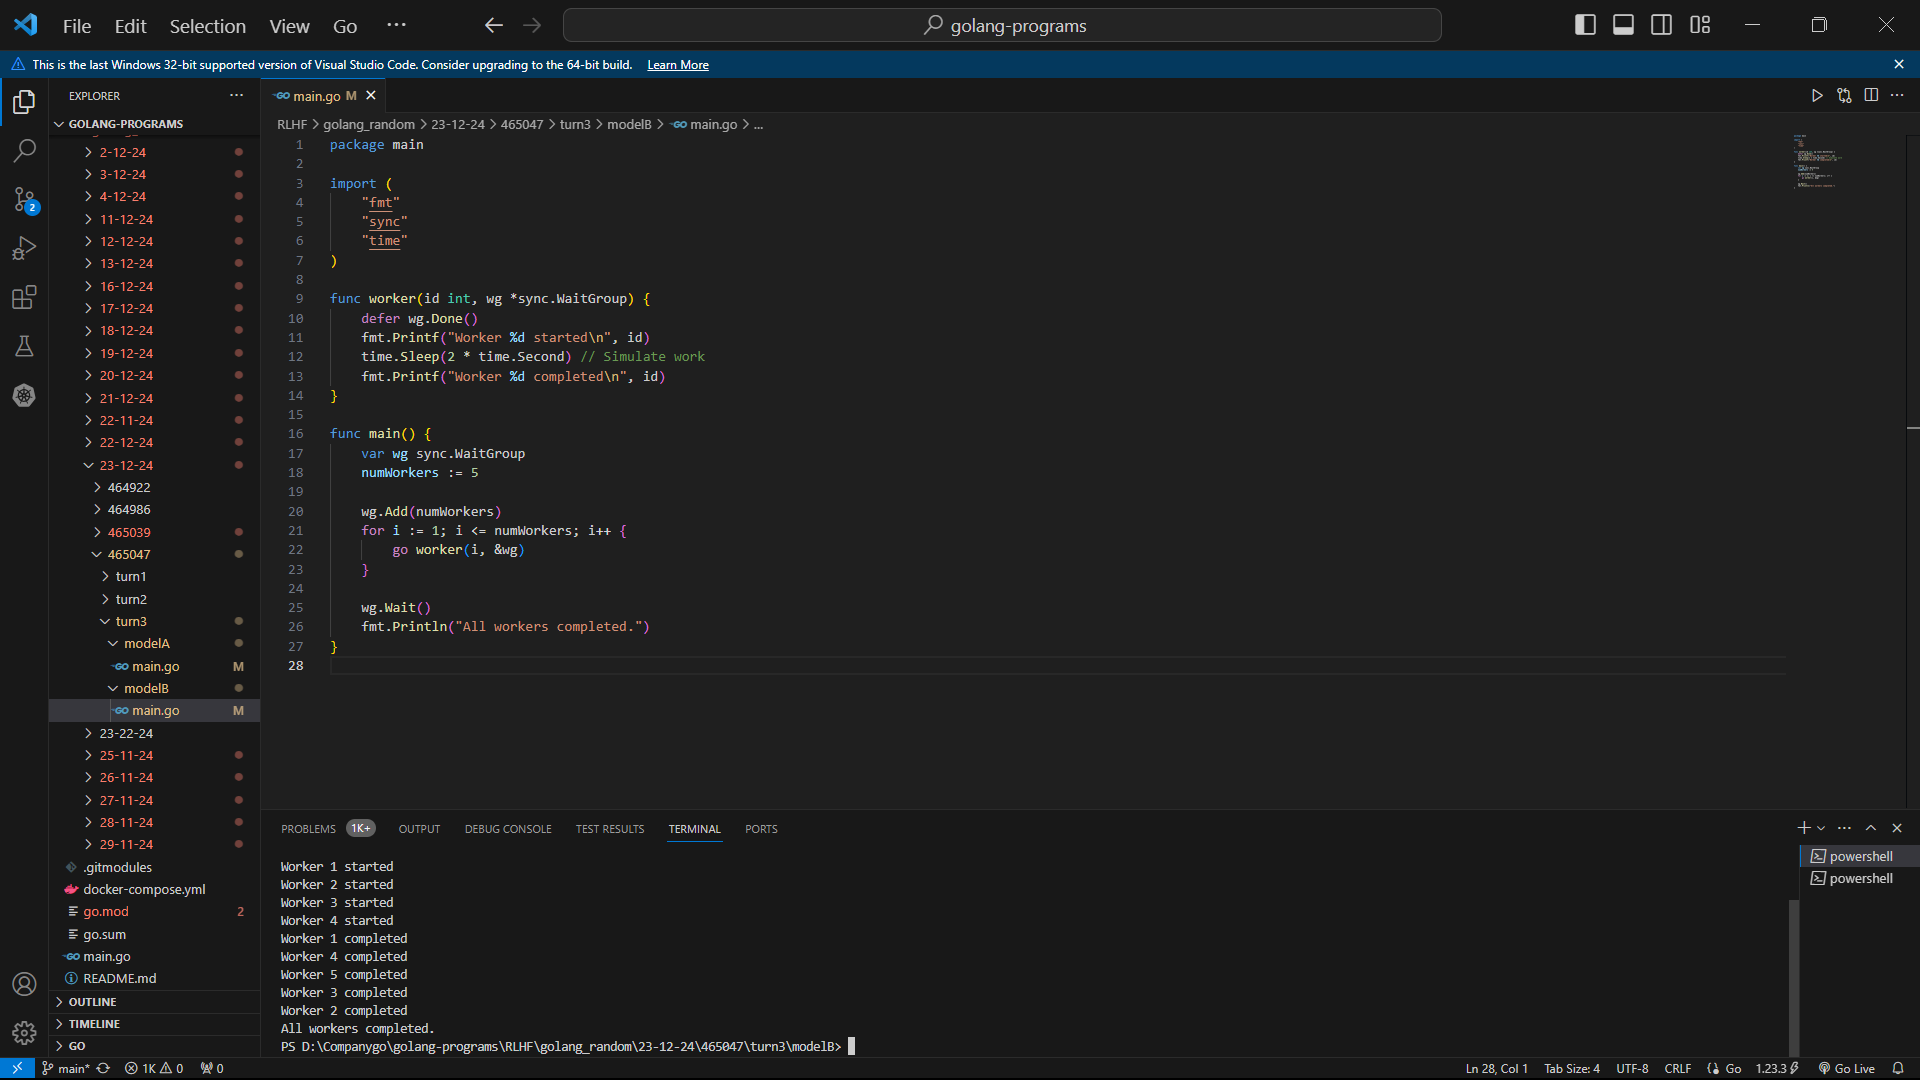 File Edit Selection View Go ··· golang-programs
This is the last Windows 32-bit supported version of Visual Studio Code. Consider upgrading to the 64-bit build. Learn More
EXPLORER
GOLANG-PROGRAMS
2-12-24
3-12-24
4-12-24
11-12-24
12-12-24
13-12-24
16-12-24
17-12-24
18-12-24
19-12-24
20-12-24
21-12-24
22-11-24
22-12-24
23-12-24
464922
464986
465039
465047
turn1
turn2
turn3
modelA
main.go M
modelB
main.go M
23-22-24
25-11-24
26-11-24
27-11-24
28-11-24
29-11-24
.gitmodules
docker-compose.yml
go.mod 2
go.sum
main.go
README.md
OUTLINE
TIMELINE
GO
2
main.go M
RLHF > golang_random > 23-12-24 > 465047 > turn3 > modelB > main.go > ...
1 package main
2
3 import (
4 "fmt"
5 "sync"
6 "time"
7 )
8
9 func worker(id int, wg *sync.WaitGroup) {
10 defer wg.Done()
11 fmt.Printf("Worker %d started\n", id)
12 time.Sleep(2 * time.Second) // Simulate work
13 fmt.Printf("Worker %d completed\n", id)
14 }
15
16 func main() {
17 var wg sync.WaitGroup
18 numWorkers := 5
19
20 wg.Add(numWorkers)
21 for i := 1; i <= numWorkers; i++ {
22 go worker(i, &wg)
23 }
24
25 wg.Wait()
26 fmt.Println("All workers completed.")
27 }
28
PROBLEMS 1K+ OUTPUT DEBUG CONSOLE TEST RESULTS TERMINAL PORTS
Worker 1 started
Worker 2 started
Worker 3 started
Worker 4 started
Worker 1 completed
Worker 4 completed
Worker 5 completed
Worker 3 completed
Worker 2 completed
All workers completed.
PS D:\Companygo\golang-programs\RLHF\golang_random\23-12-24\465047\turn3\modelB>
powershell
powershell
main* 1K 0 0 Ln 28, Col 1 Tab Size: 4 UTF-8 CRLF Go 1.23.3 Go Live